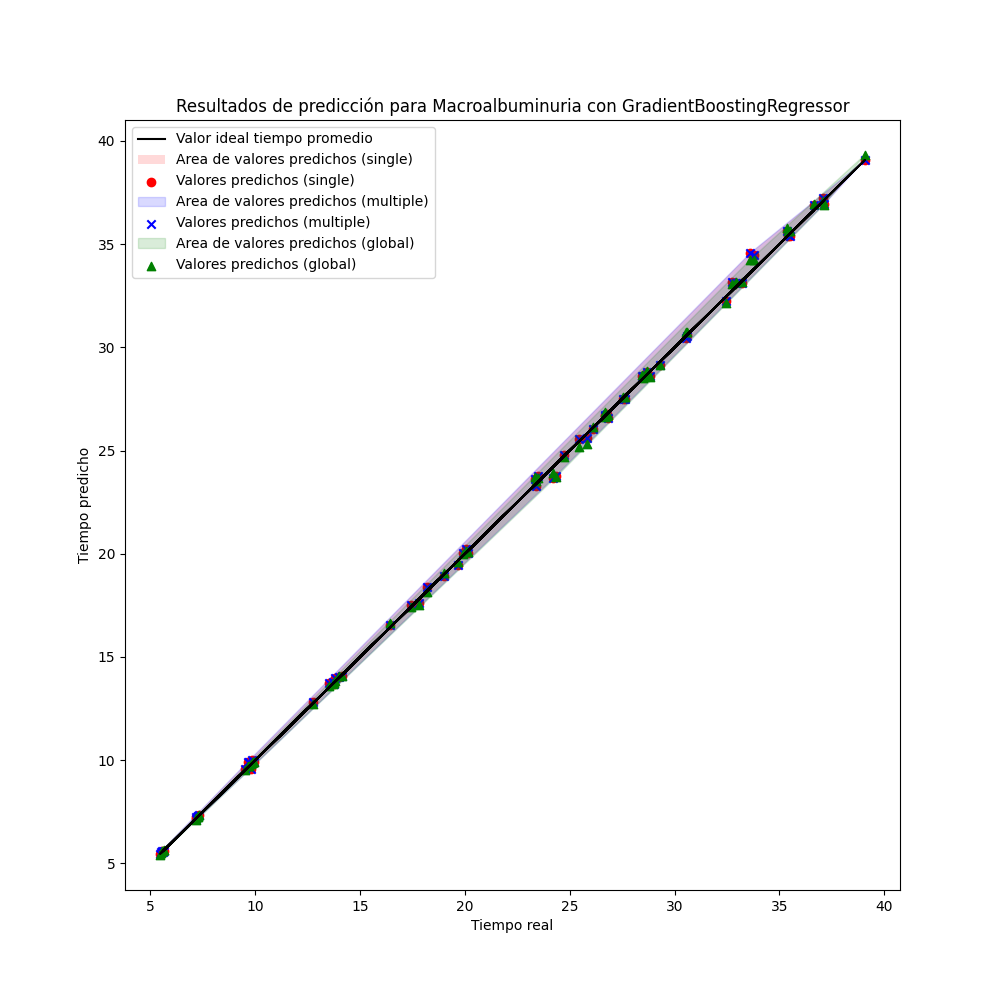 Resultados de predicción para Macroalbuminuria con GradientBoostingRegressor
Valor ideal tiempo promedio
Area de valores predichos (single)
Valores predichos (single)
Area de valores predichos (multiple)
Valores predichos (multiple)
Area de valores predichos (global)
Valores predichos (global)
Tiempo predicho
40
35
30
25
20
15
10
5
5 10 15 20 25 30 35 40
Tiempo real